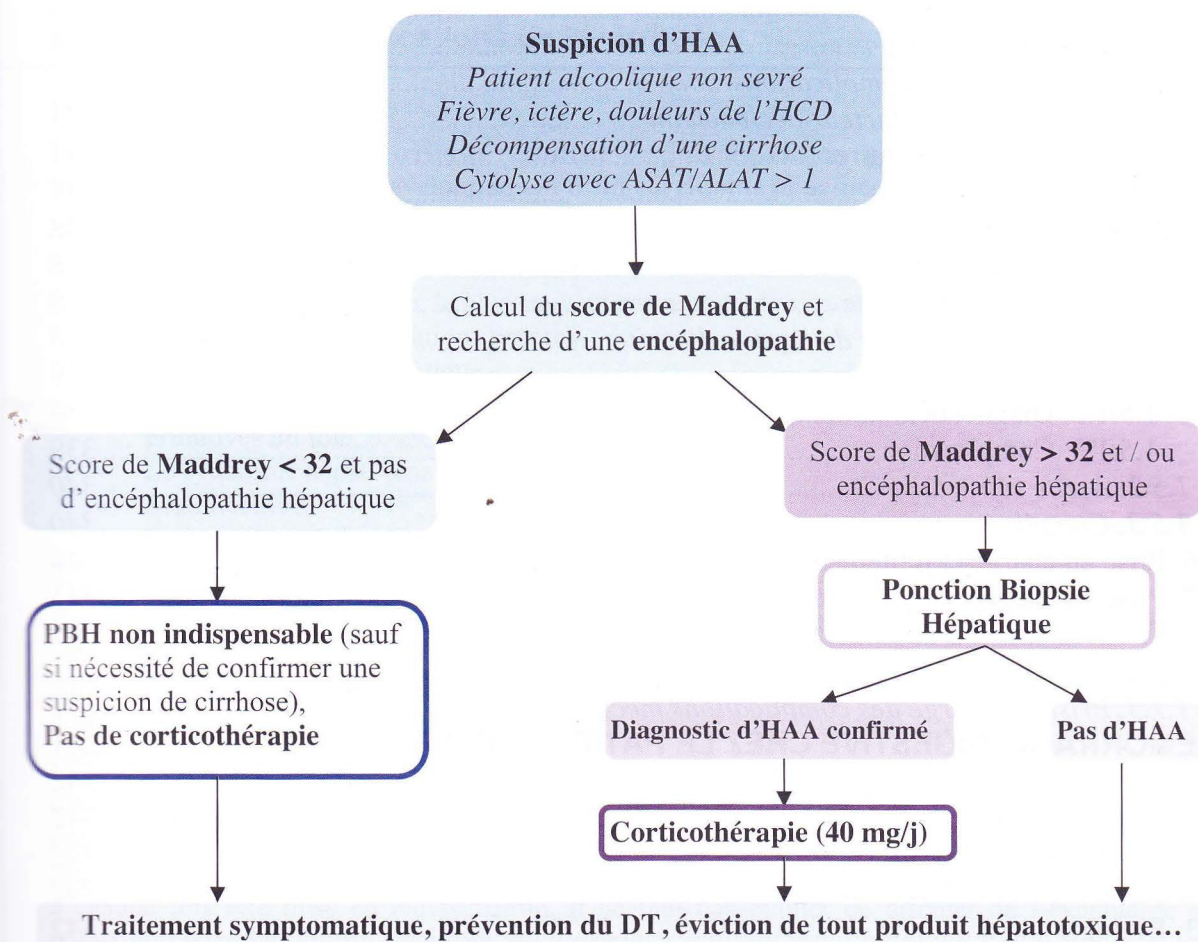 Suspicion d’HAA
Patient alcoolique non sevré
Fièvre, ictère, douleurs de l’HCD
Décompensation d’une cirrhose
Cytolyse avec ASAT/ALAT > 1
Calcul du score de Maddrey et
recherche d’une encéphalopathie
Score de Maddrey < 32 et pas
d’encéphalopathie hépatique
Score de Maddrey > 32 et / ou
encéphalopathie hépatique
PBH non indispensable (sauf
si nécessité de confirmer une
suspicion de cirrhose),
Pas de corticothérapie
Ponction Biopsie
Hépatique
Diagnostic d’HAA confirmé
Pas d’HAA
Corticothérapie (40 mg/j)
Traitement symptomatique, prévention du DT, éviction de tout produit hépatotoxique…